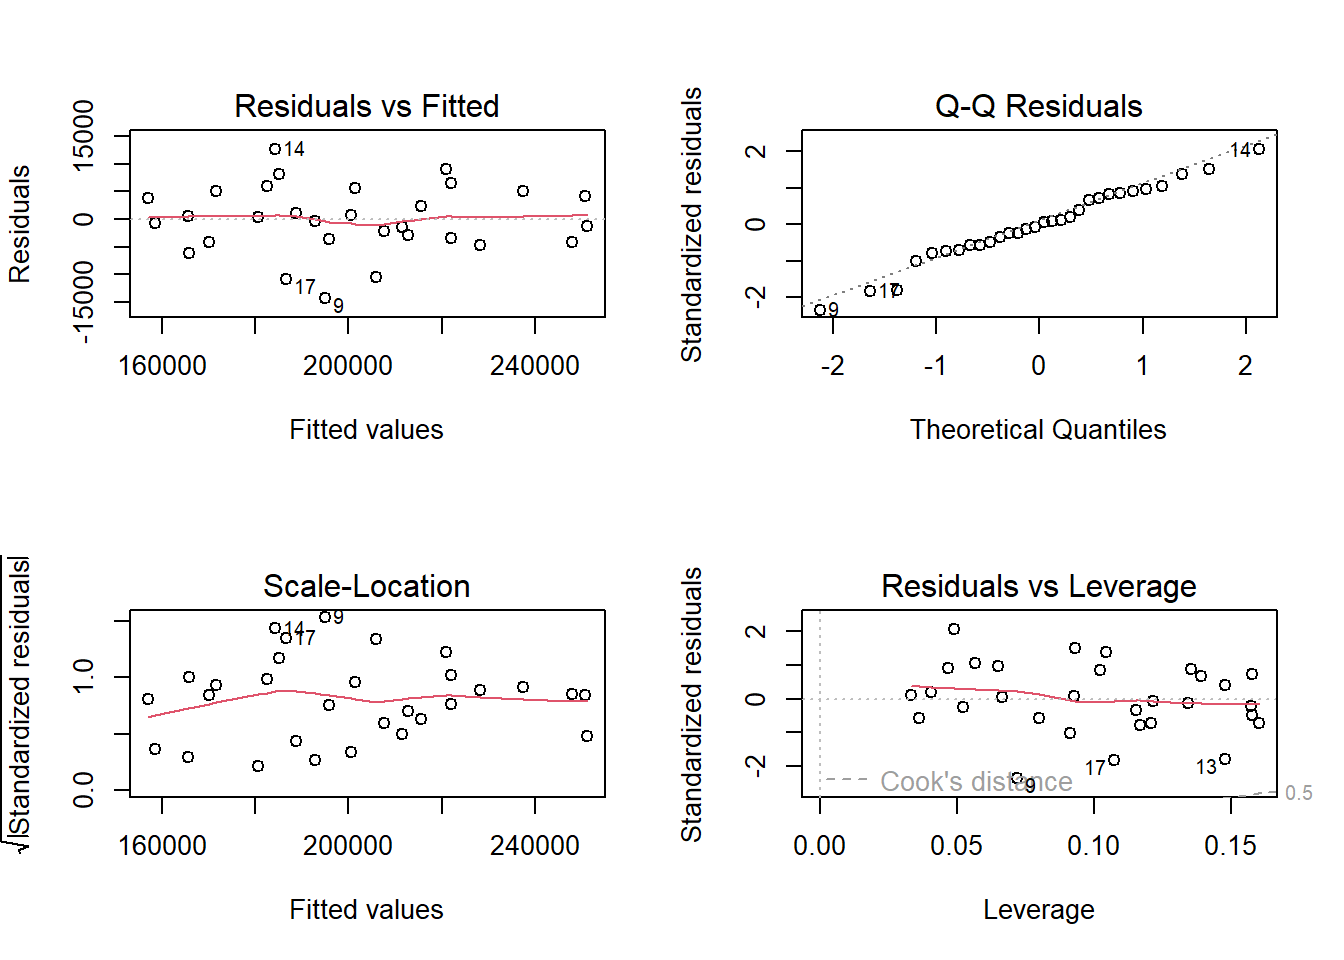 Residuals vs Fitted
Residuals
-15000 0 15000
14
17
9
160000 200000 240000
Fitted values
Q-Q Residuals
Standardized residuals
-2 0 2
14
17
9
-2 -1 0 1 2
Theoretical Quantiles
Scale-Location
√|Standardized residuals|
0.0 1.0
14
9
17
160000 200000 240000
Fitted values
Residuals vs Leverage
Standardized residuals
-2 0 2
17
13
9
Cook's distance
0.5
0.00 0.05 0.10 0.15
Leverage